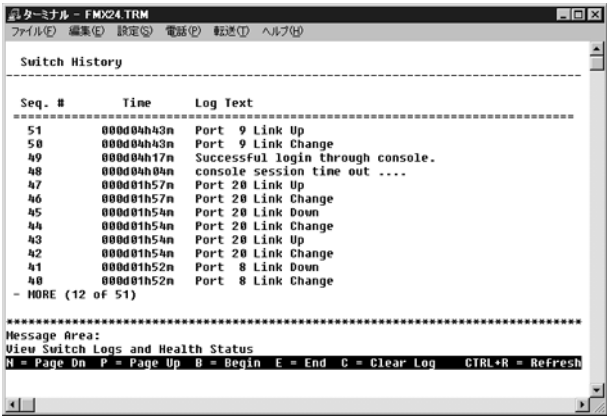 ターミナル - FMX24.TRM
ファイル(F) 編集(E) 設定(S) 電話(P) 転送(T) ヘルプ(H)
Switch History
Seq. # Time Log Text
51 000d04h43m Port 9 Link Up
50 000d04h43m Port 9 Link Change
49 000d04h17m Successful login through console.
48 000d04h04m console session time out ....
47 000d01h57m Port 20 Link Up
46 000d01h57m Port 20 Link Change
45 000d01h54m Port 20 Link Down
44 000d01h54m Port 20 Link Change
43 000d01h54m Port 20 Link Up
42 000d01h54m Port 20 Link Change
41 000d01h52m Port 8 Link Down
40 000d01h52m Port 8 Link Change
- MORE (12 of 51)
Message Area:
View Switch Logs and Health Status
N = Page Dn P = Page Up B = Begin E = End C = Clear Log CTRL+R = Refresh